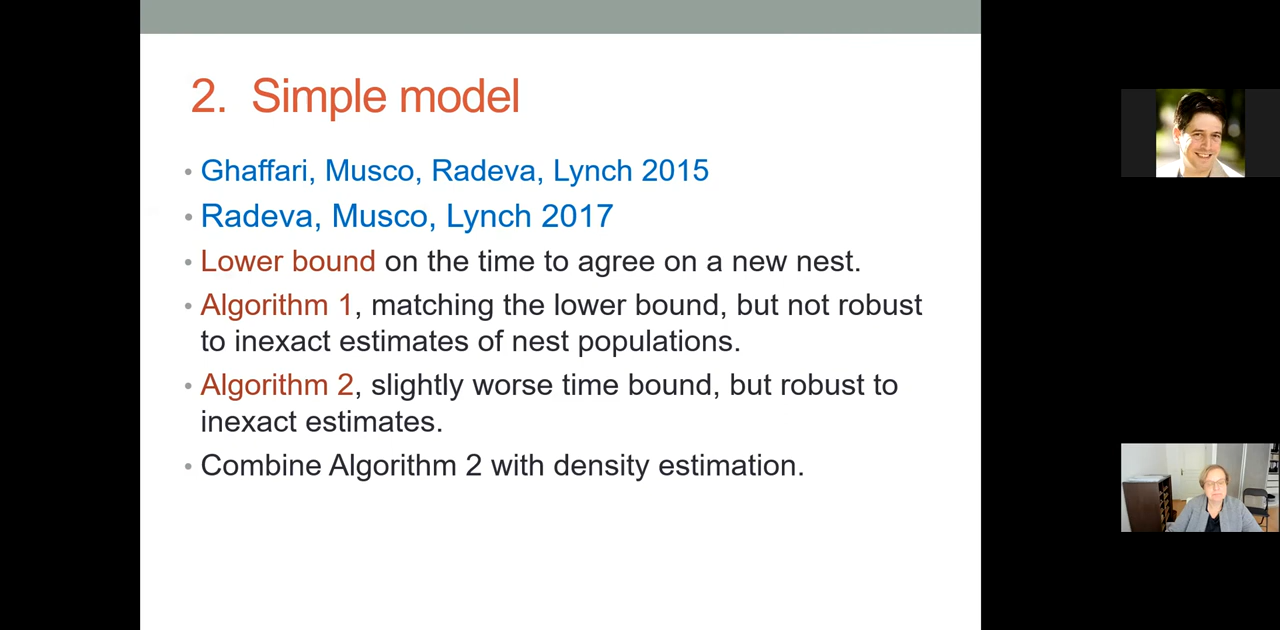 2. Simple model
• Ghaffari, Musco, Radeva, Lynch 2015
• Radeva, Musco, Lynch 2017
• Lower bound on the time to agree on a new nest.
• Algorithm 1, matching the lower bound, but not robust
to inexact estimates of nest populations.
• Algorithm 2, slightly worse time bound, but robust to
inexact estimates.
• Combine Algorithm 2 with density estimation.